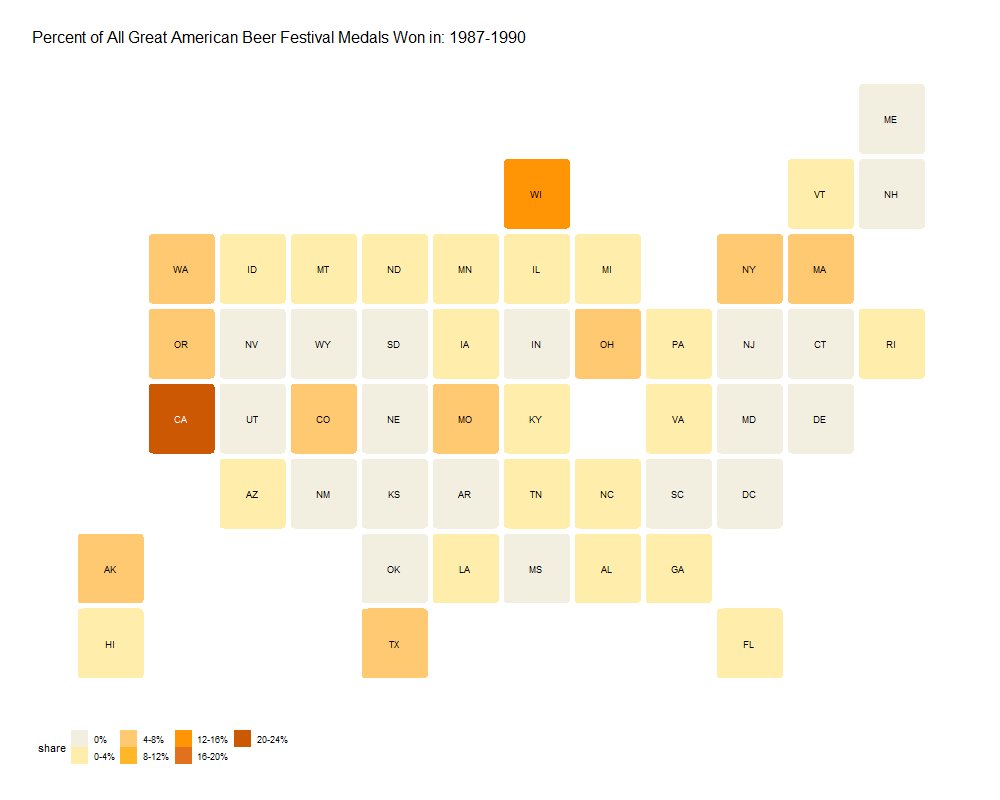 Percent of All Great American Beer Festival Medals Won in: 1987-1990
ME
WI VT NH
WA ID MT ND MN IL MI NY MA
OR NV WY SD IA IN OH PA NJ CT RI
CA UT CO NE MO KY VA MD DE
AZ NM KS AR TN NC SC DC
AK OK LA MS AL GA
HI TX FL
share
0% 4-8% 12-16% 20-24%
0-4% 8-12% 16-20%